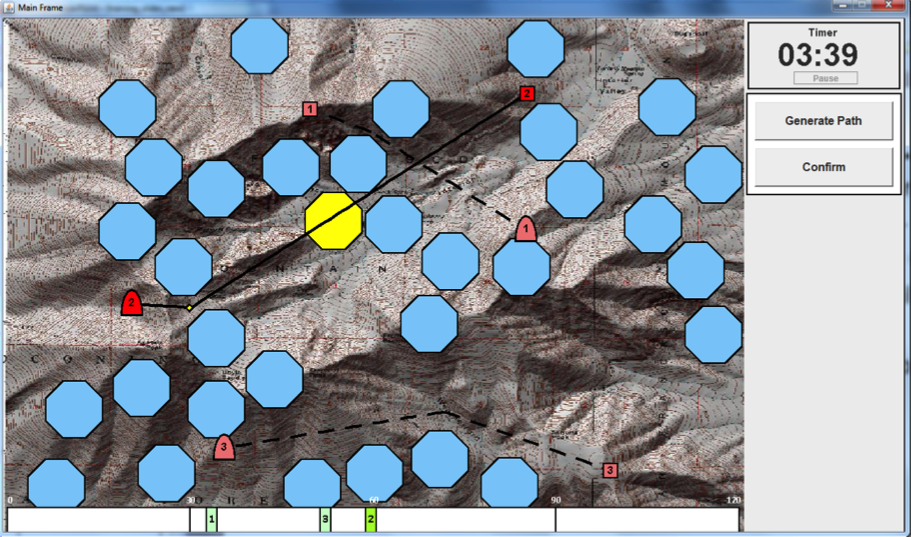 Main Frame
Timer
03:39
Pause
Generate Path
Confirm
2
1
1
N T A I N
2
C O N
3
3
0
30
60
90
120
1
3
2